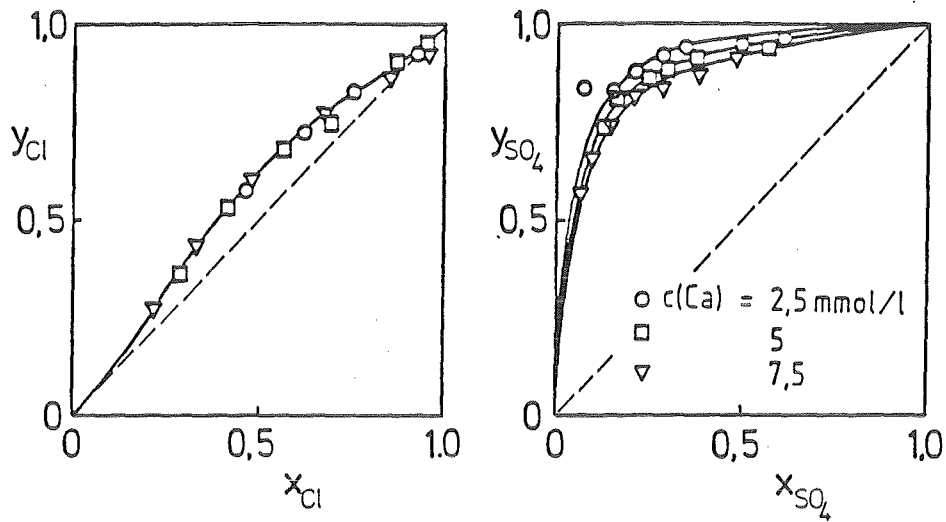 1,0
y_Cl
0,5
0
0 0,5 1.0
x_Cl
1,0
y_SO4
0,5
0
○ c(Ca) = 2,5 mmol/l
□ 5
▽ 7,5
0 0,5 1.0
x_SO4